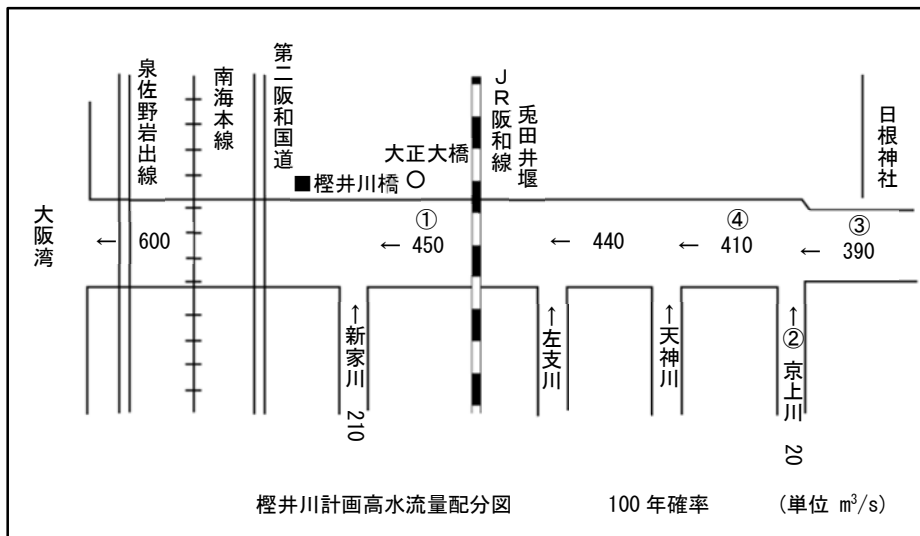 泉佐野岩出線
南海本線
第二阪和国道
■樫井川橋
大正大橋
○
JR阪和線
兎田井堰
日根神社
大阪湾
← 600
①
← 450
← 440
④
← 410
③
← 390
↑新家川 210
↑左支川
↑天神川
↑② 京上川 20
樫井川計画高水流量配分図 100年確率 (単位 m³/s)